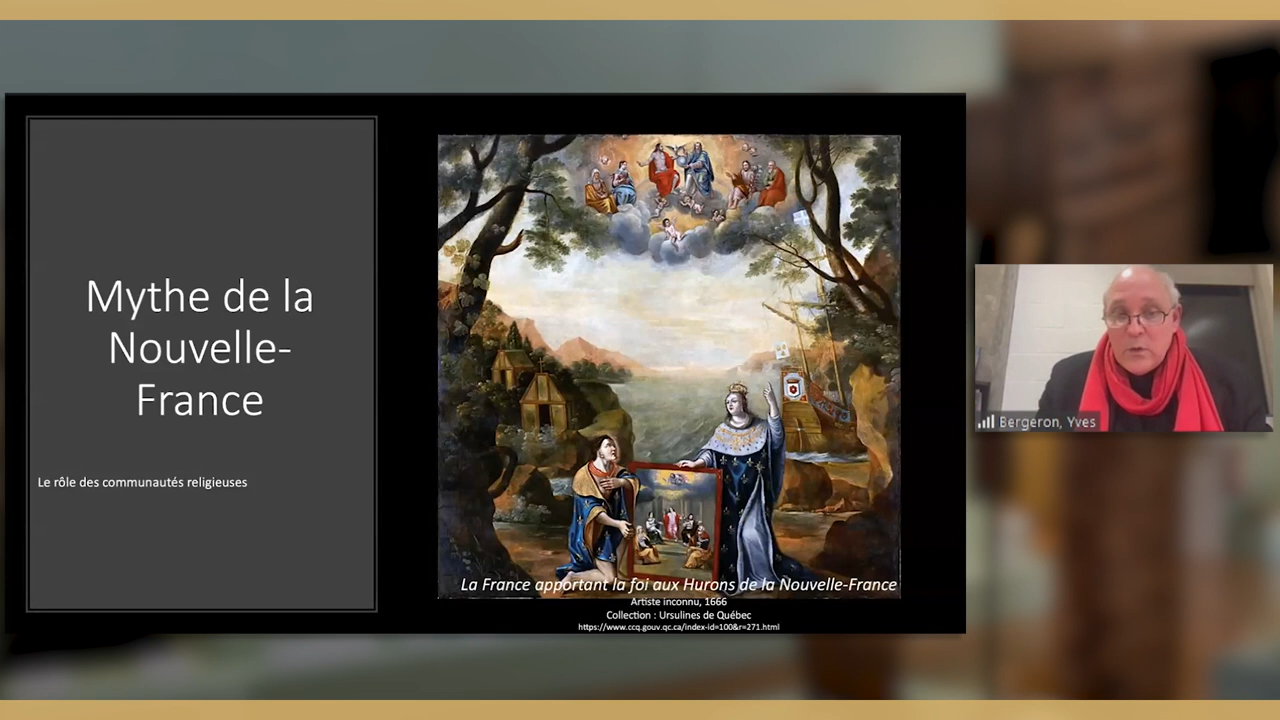 Mythe de la
Nouvelle-
France
Le rôle des communautés religieuses
La France apportant la foi aux Hurons de la Nouvelle-France
Artiste inconnu, 1666
Collection : Ursulines de Québec
https://www.ccq.gouv.qc.ca/index-id=100&r=271.html
Bergeron, Yves